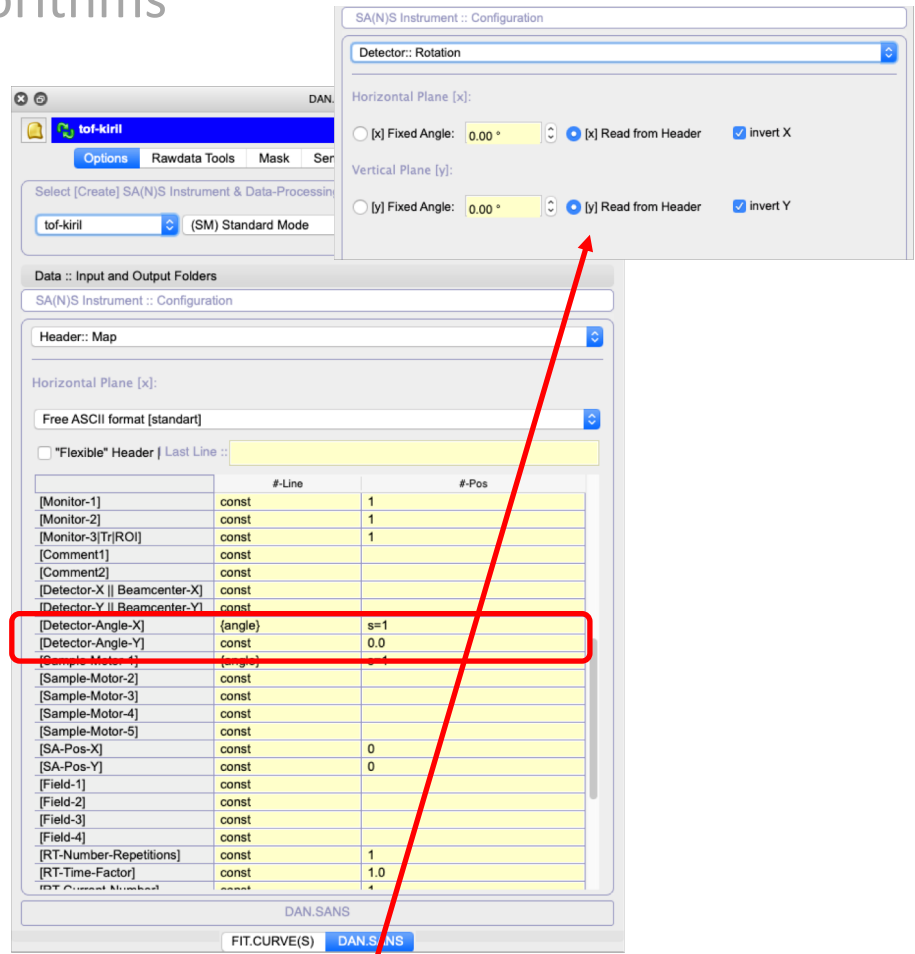 SA(N)S Instrument :: Configuration
Detector:: Rotation
Horizontal Plane [x]:
[x] Fixed Angle: 0.00 ° [x] Read from Header invert X
Vertical Plane [y]:
[y] Fixed Angle: 0.00 ° [y] Read from Header invert Y
DAN.
tof-kiril
Options Rawdata Tools Mask
Select [Create] SA(N)S Instrument & Data-Processing
tof-kiril (SM) Standard Mode
Data :: Input and Output Folders
SA(N)S Instrument :: Configuration
Header:: Map
Horizontal Plane [x]:
Free ASCII format [standart]
"Flexible" Header | Last Line ::
#-Line #-Pos
[Monitor-1] const 1
[Monitor-2] const 1
[Monitor-3|Tr|ROI] const 1
[Comment1] const
[Comment2] const
[Detector-X || Beamcenter-X] const
[Detector-Y || Beamcenter-Y] const
[Detector-Angle-X] {angle} s=1
[Detector-Angle-Y] const 0.0
[Sample-Motor-1] {angle} s=1
[Sample-Motor-2] const
[Sample-Motor-3] const
[Sample-Motor-4] const
[Sample-Motor-5] const
[SA-Pos-X] const 0
[SA-Pos-Y] const 0
[Field-1] const
[Field-2] const
[Field-3] const
[Field-4] const
[RT-Number-Repetitions] const 1
[RT-Time-Factor] const 1.0
[RT-Current-Number] const 1
DAN.SANS
FIT.CURVE(S) DAN.SANS